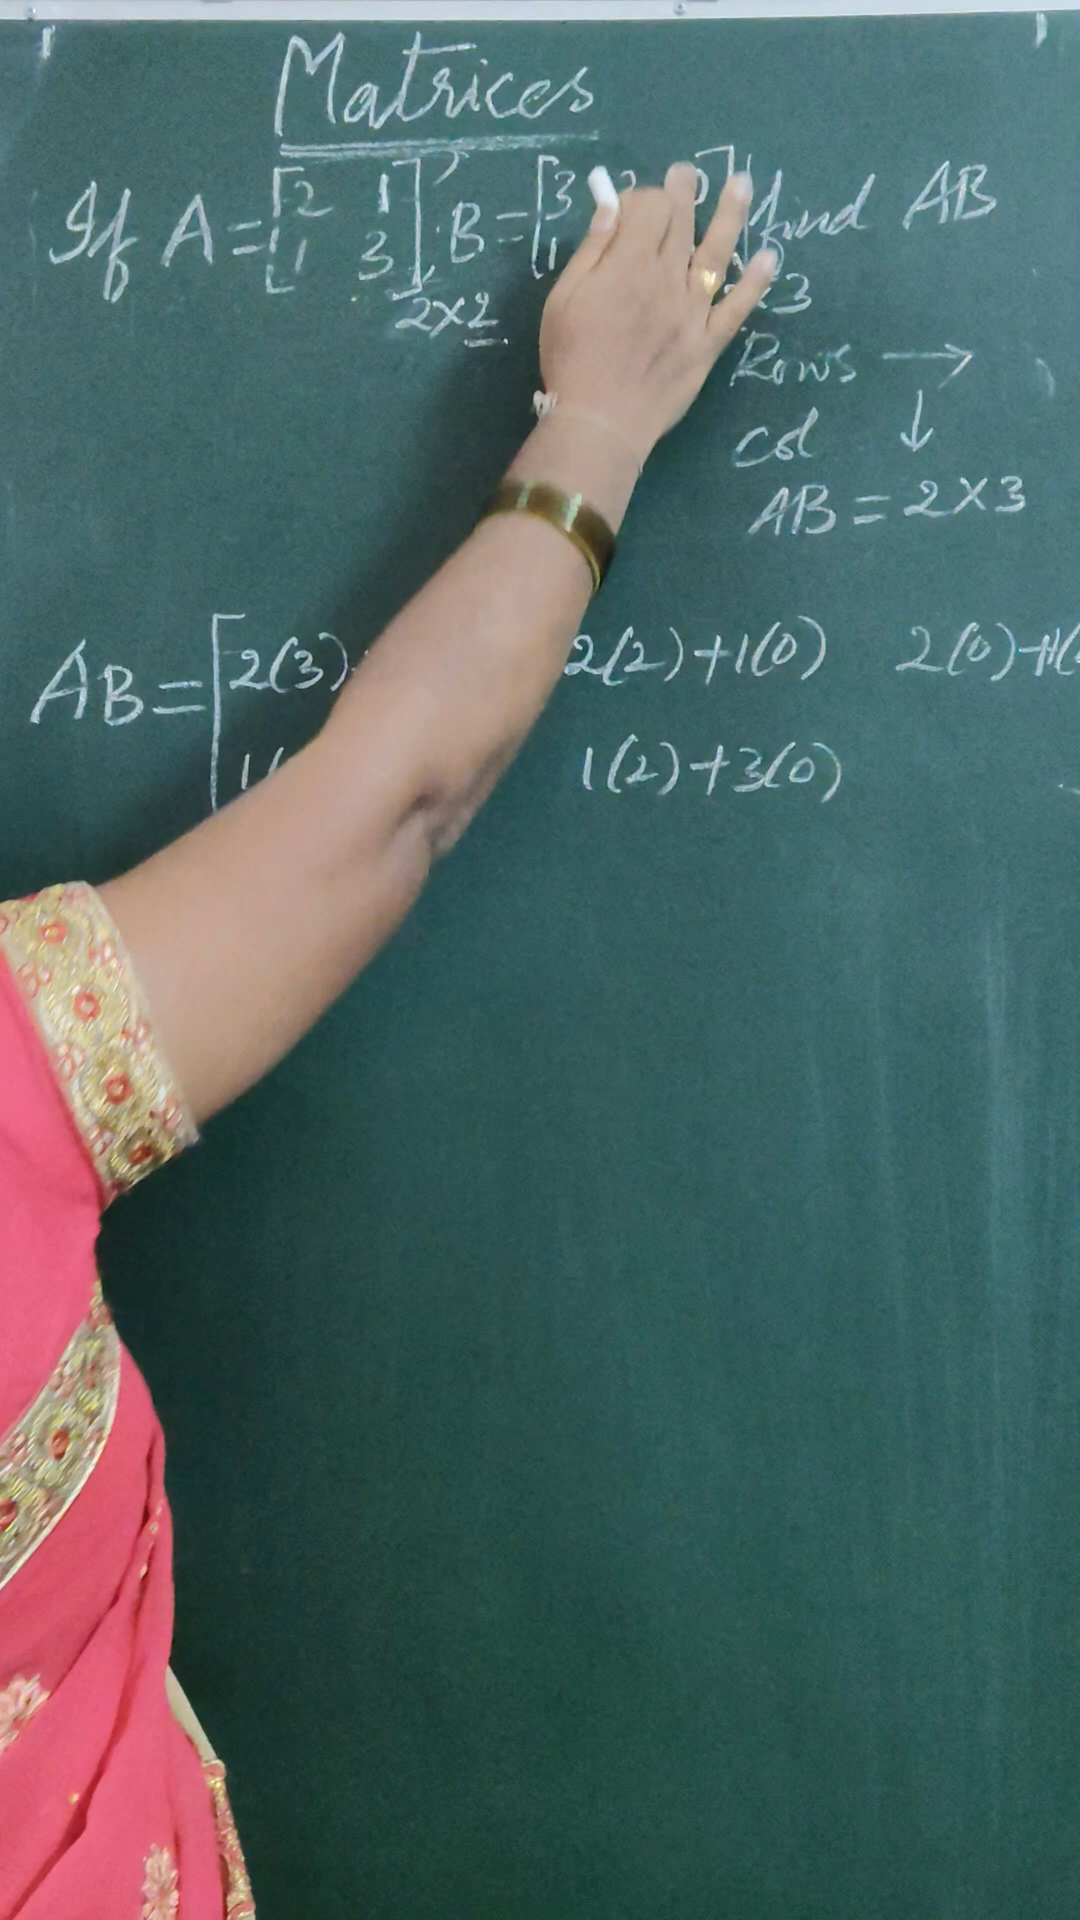 Matrices
If A = [2 1 , B = [3 ] find AB
1 3] 1
2×2 ×3
Rows →
col ↓
AB = 2×3
AB = [2(3) 2(2)+1(0) 2(0)+1(
1( 1(2)+3(0)